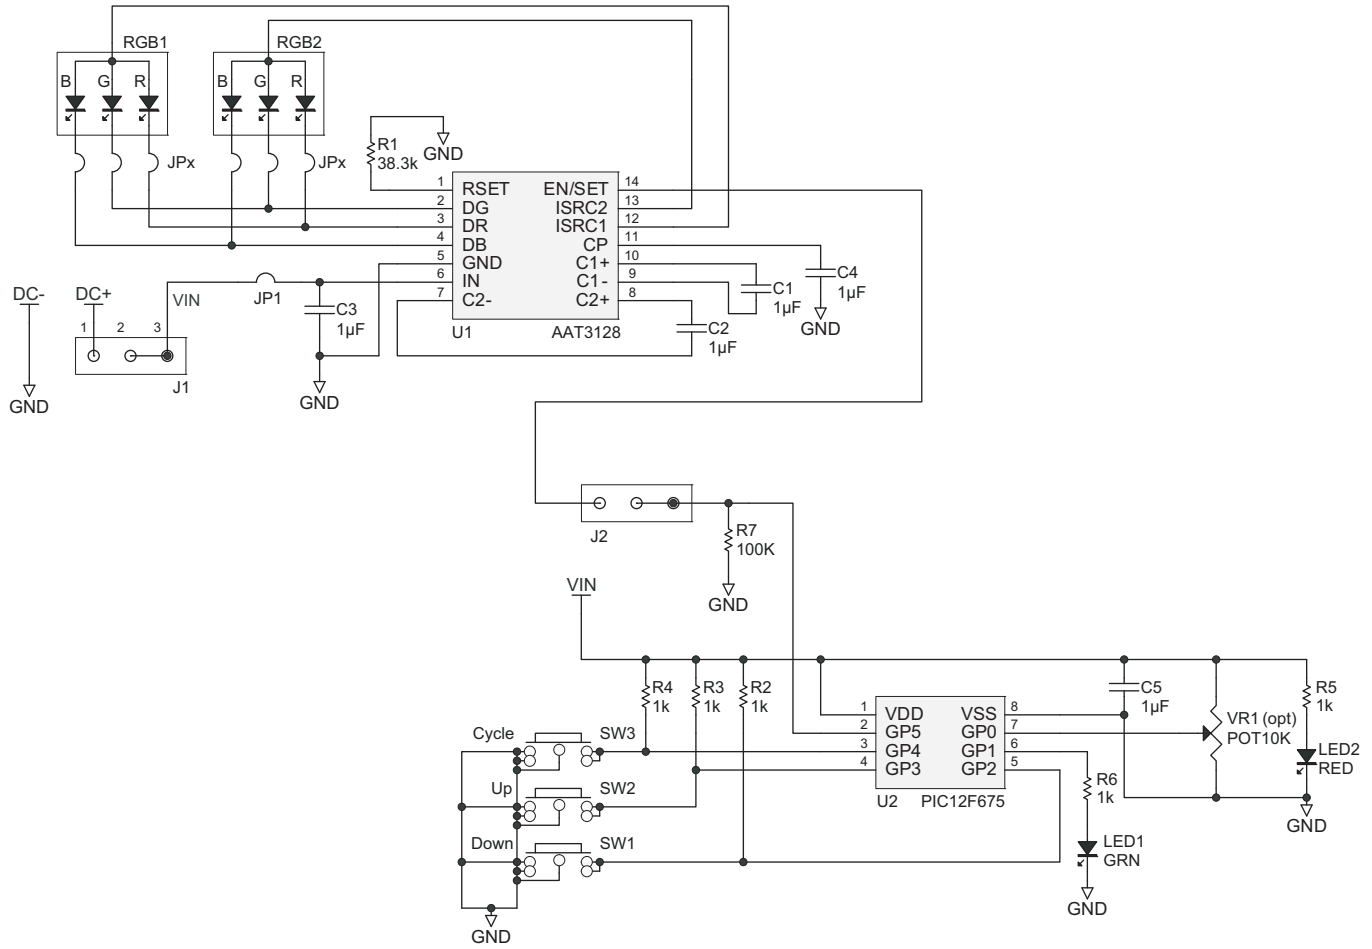 RGB1
RGB2
B G R
B G R
JPx
JPx
R1
38.3k
GND
1 RSET
2 DG
3 DR
4 DB
5 GND
6 IN
7 C2-
EN/SET 14
ISRC2 13
ISRC1 12
CP 11
C1+ 10
C1- 9
C2+ 8
U1
AAT3128
C4
1µF
GND
C1
1µF
C2
1µF
DC-
GND
DC+
VIN
1 2 3
J1
JP1
C3
1µF
GND
J2
R7
100K
GND
VIN
R4
1k
R3
1k
R2
1k
1 VDD
2 GP5
3 GP4
4 GP3
VSS 8
GP0 7
GP1 6
GP2 5
U2
PIC12F675
C5
1µF
VR1 (opt)
POT10K
R5
1k
LED2
RED
GND
R6
1k
LED1
GRN
GND
Cycle
SW3
Up
SW2
Down
SW1
GND